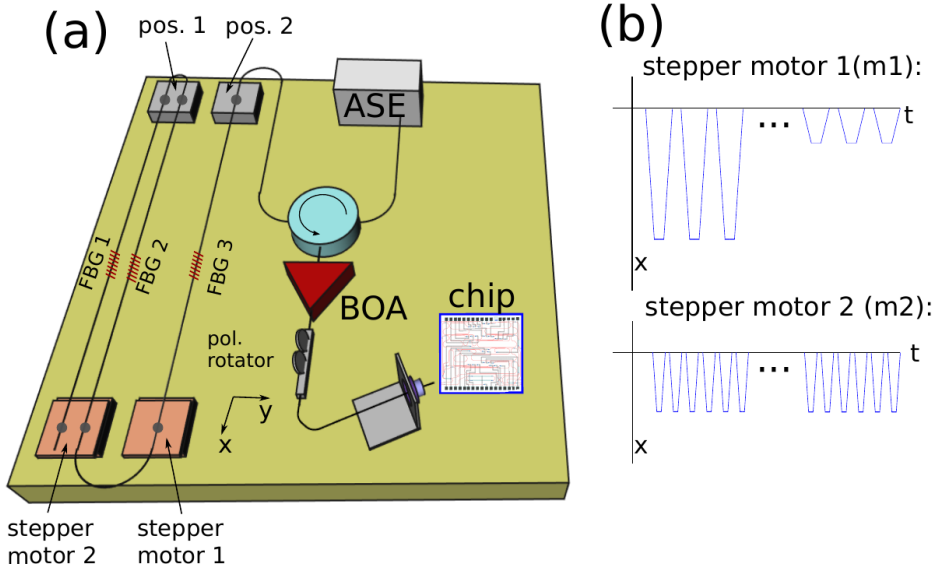 (a)
pos. 1
pos. 2
ASE
FBG 1
FBG 2
FBG 3
BOA
chip
pol.
rotator
y
x
stepper
motor 2
stepper
motor 1
(b)
stepper motor 1(m1):
...
t
x
stepper motor 2 (m2):
...
t
x